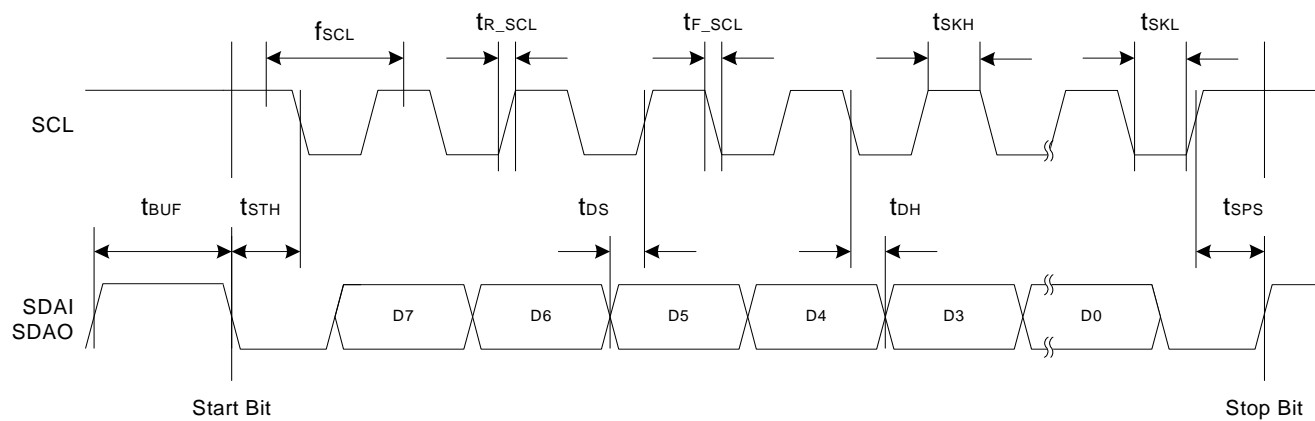 fSCL
tR_SCL
tF_SCL
tSKH
tSKL
SCL
tBUF
tSTH
tDS
tDH
tSPS
SDAI
SDAO
D7
D6
D5
D4
D3
D0
Start Bit
Stop Bit